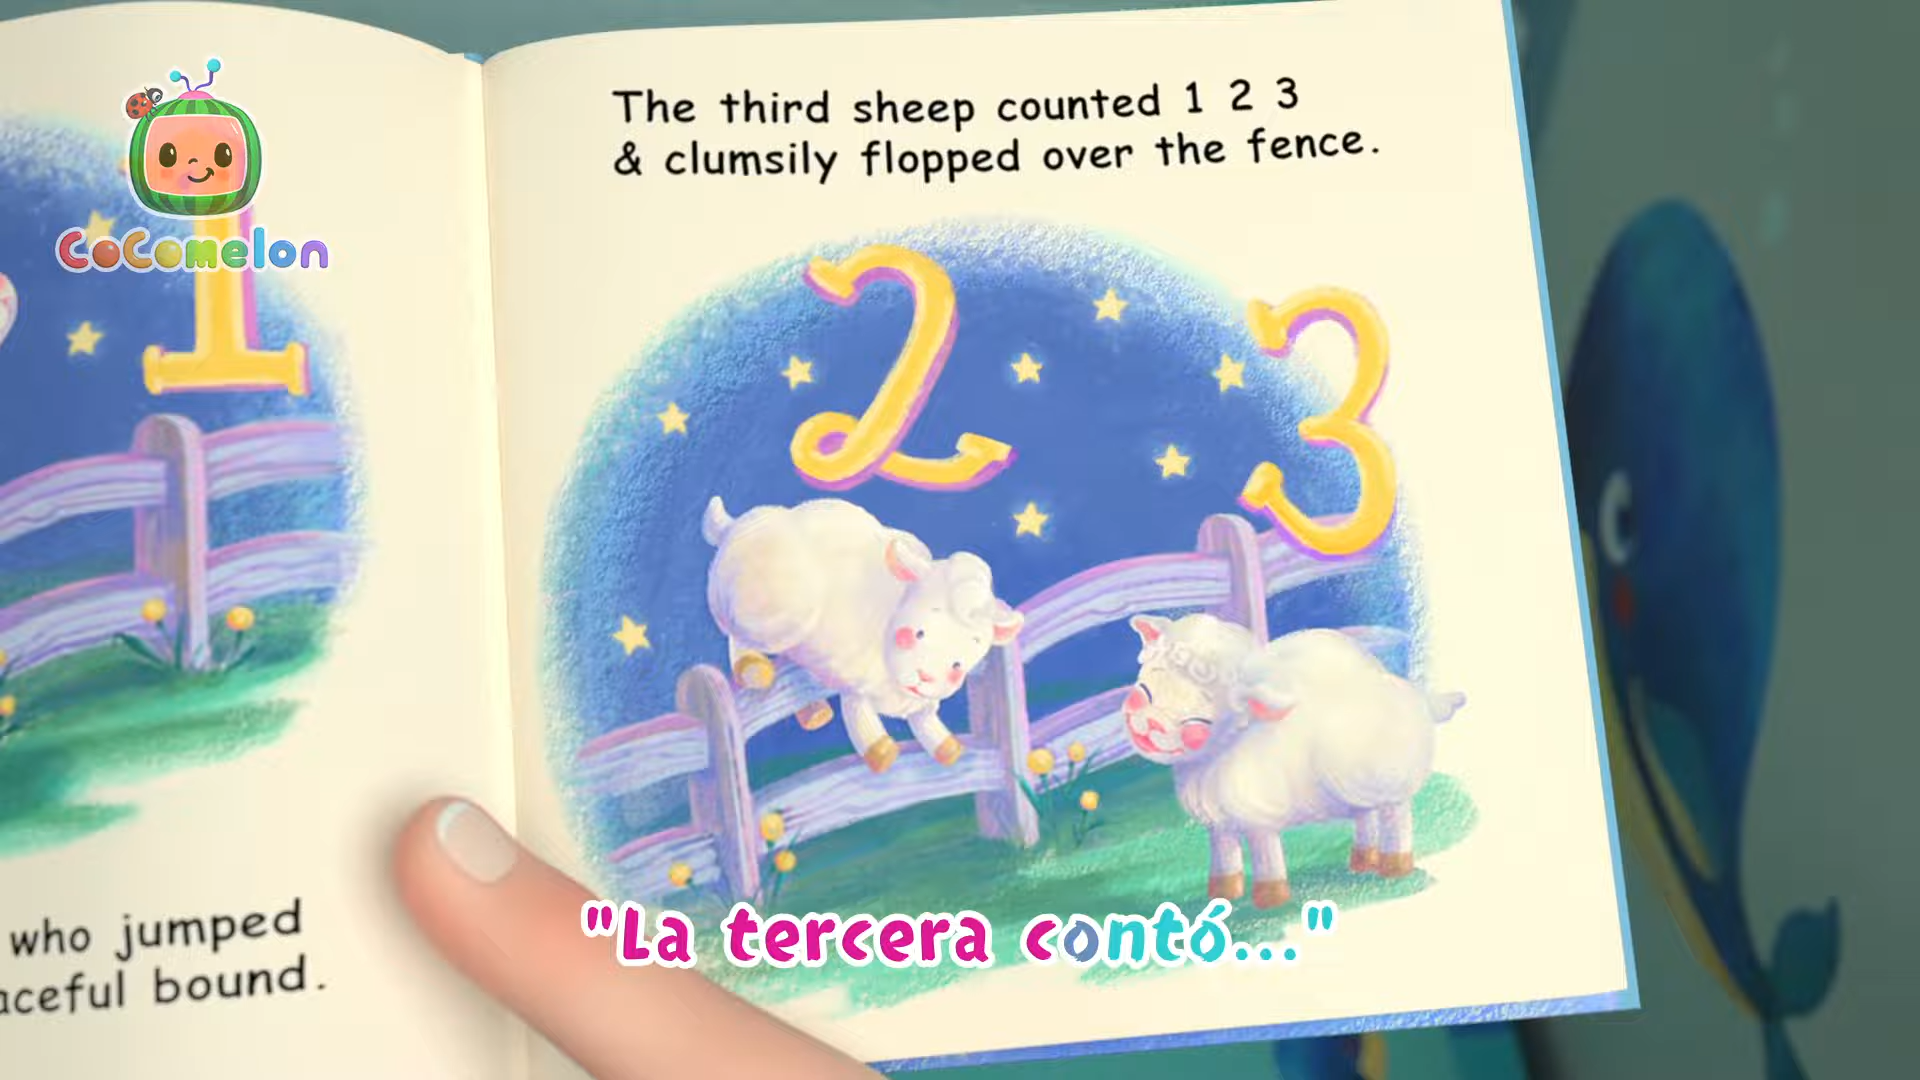 CoCoMelon
1
who jumped
bound.
The third sheep counted 1 2 3
& clumsily flopped over the fence.
2 3
"La tercera contó..."